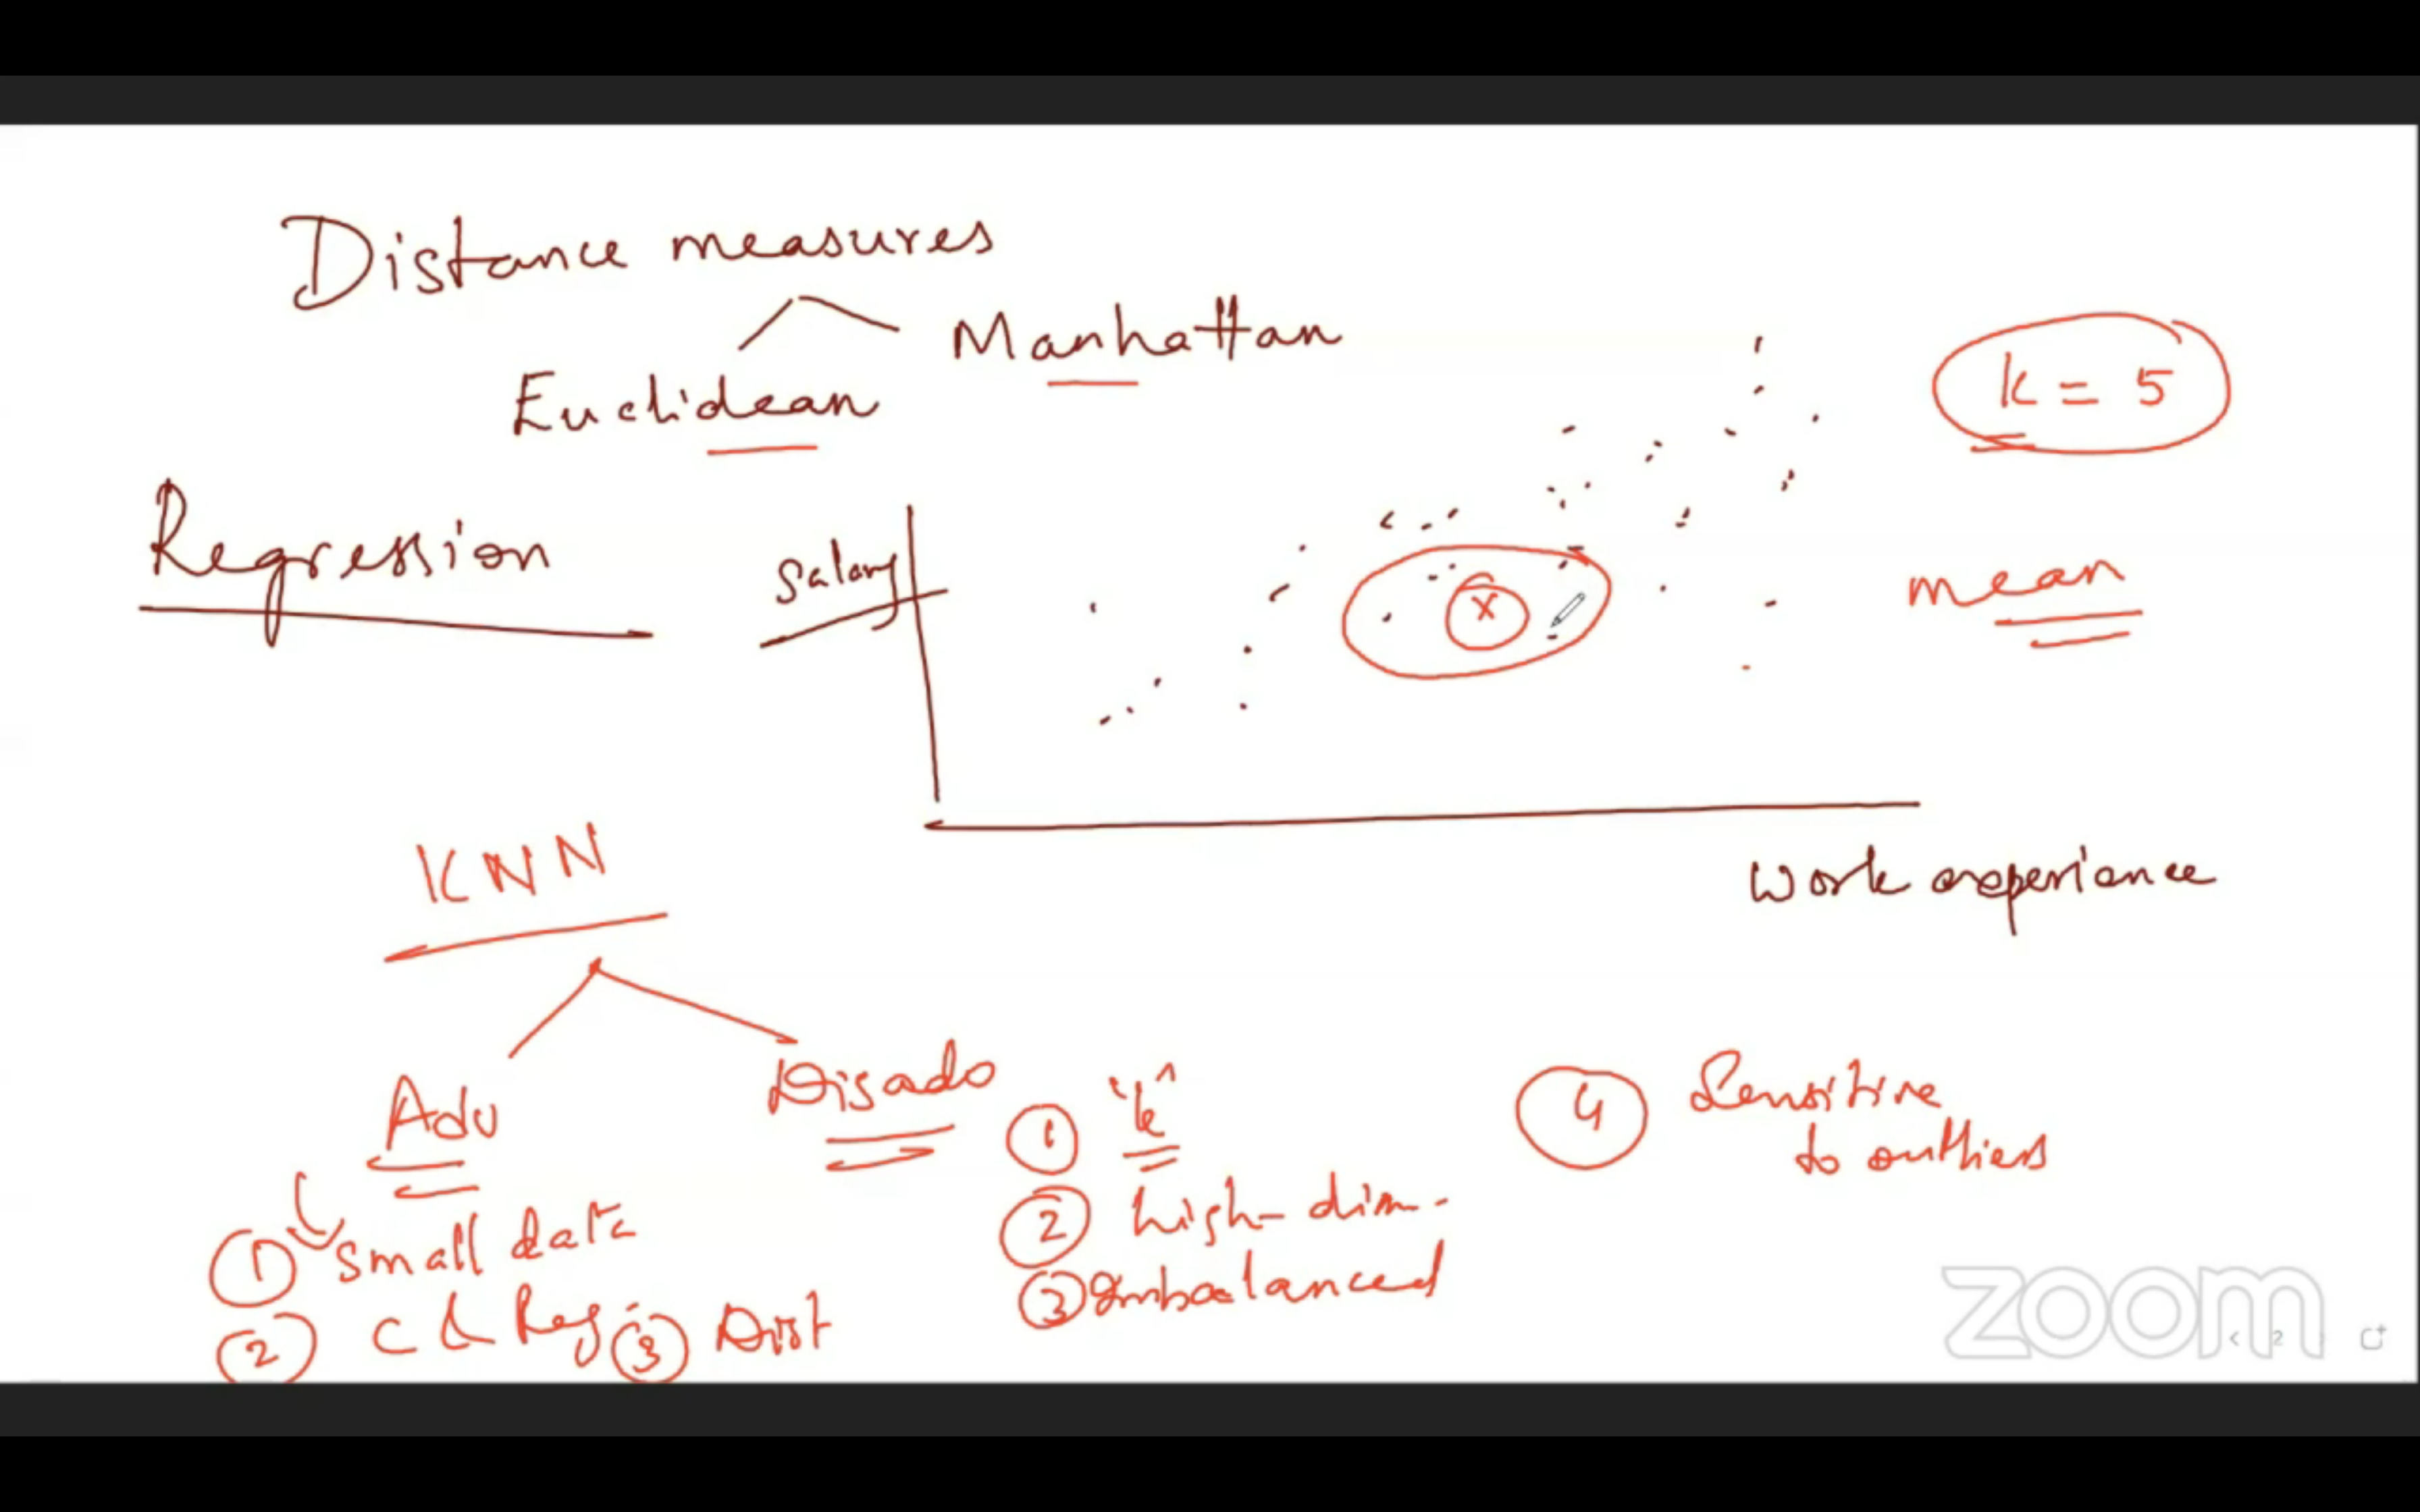 Distance measures
Manhattan
Euclidean
k = 5
Regression
Salary
x
mean
Work experience
KNN
Adv
Disadv
① Small data
② C & Reg ③ Dist
① 'k'
② high-dim.
③ Imbalanced
④ Sensitive
to outliers
zoom
2